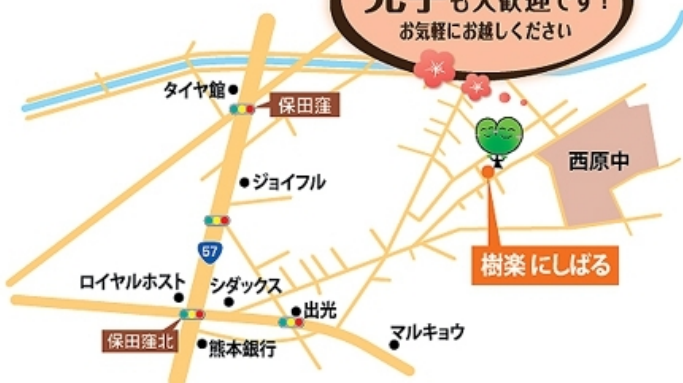 も大歓迎です!
お気軽にお越しください
タイヤ館
保田窪
ジョイフル
西原中
57
樹楽 にしばる
ロイヤルホスト
シダックス
出光
マルキョウ
保田窪北
熊本銀行